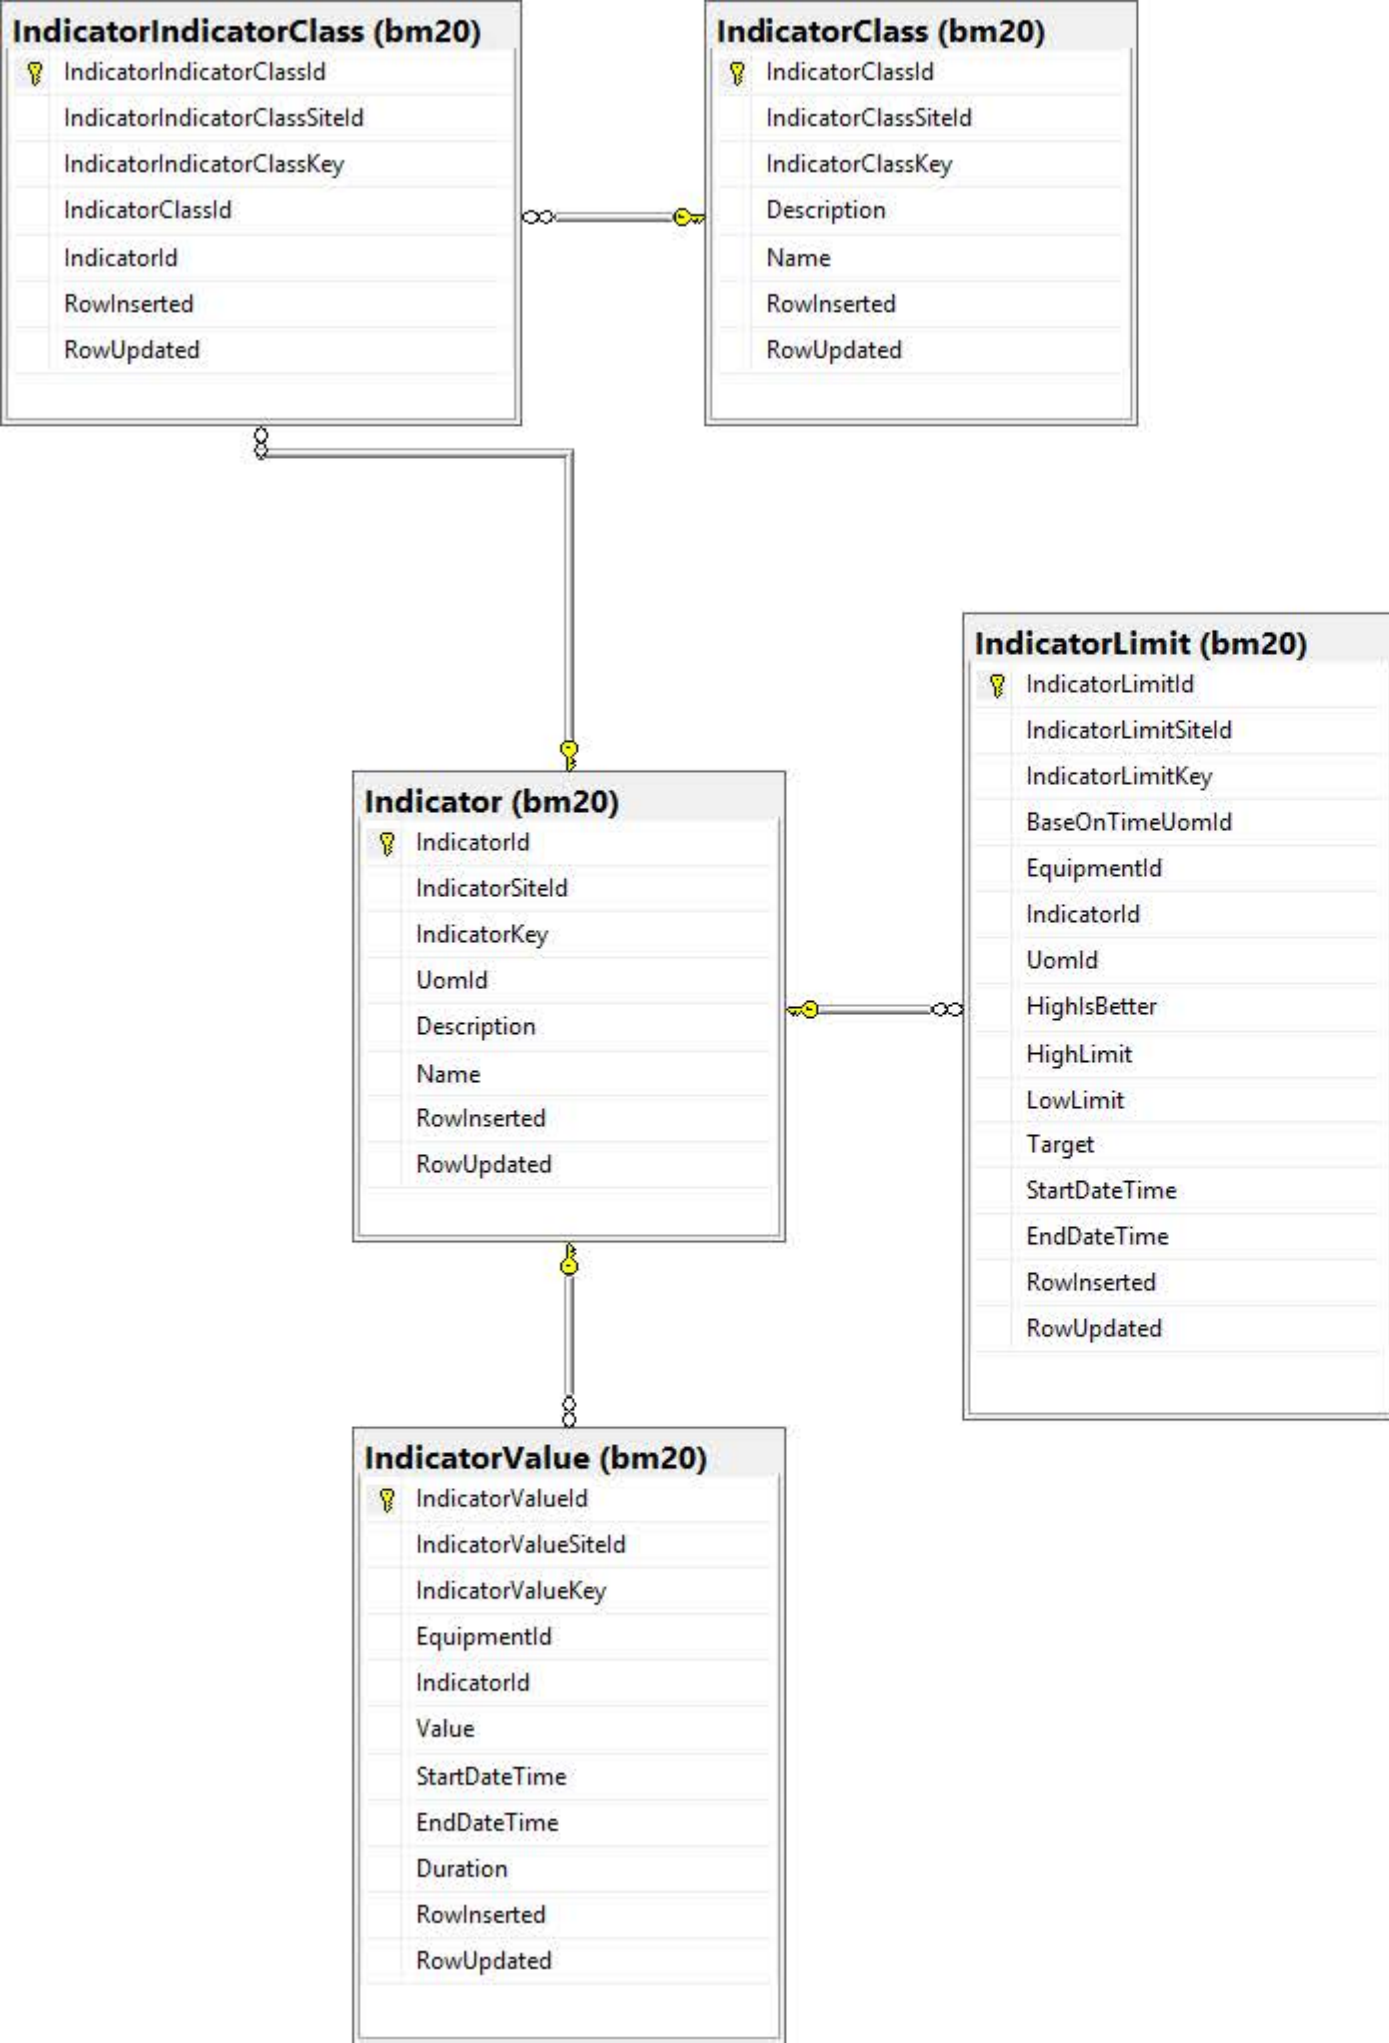 IndicatorIndicatorClass (bm20)
IndicatorIndicatorClassId
IndicatorIndicatorClassSiteId
IndicatorIndicatorClassKey
IndicatorClassId
IndicatorId
RowInserted
RowUpdated
IndicatorClass (bm20)
IndicatorClassId
IndicatorClassSiteId
IndicatorClassKey
Description
Name
RowInserted
RowUpdated
Indicator (bm20)
IndicatorId
IndicatorSiteId
IndicatorKey
UomId
Description
Name
RowInserted
RowUpdated
IndicatorLimit (bm20)
IndicatorLimitId
IndicatorLimitSiteId
IndicatorLimitKey
BaseOnTimeUomId
EquipmentId
IndicatorId
UomId
HighIsBetter
HighLimit
LowLimit
Target
StartDateTime
EndDateTime
RowInserted
RowUpdated
IndicatorValue (bm20)
IndicatorValueId
IndicatorValueSiteId
IndicatorValueKey
EquipmentId
IndicatorId
Value
StartDateTime
EndDateTime
Duration
RowInserted
RowUpdated